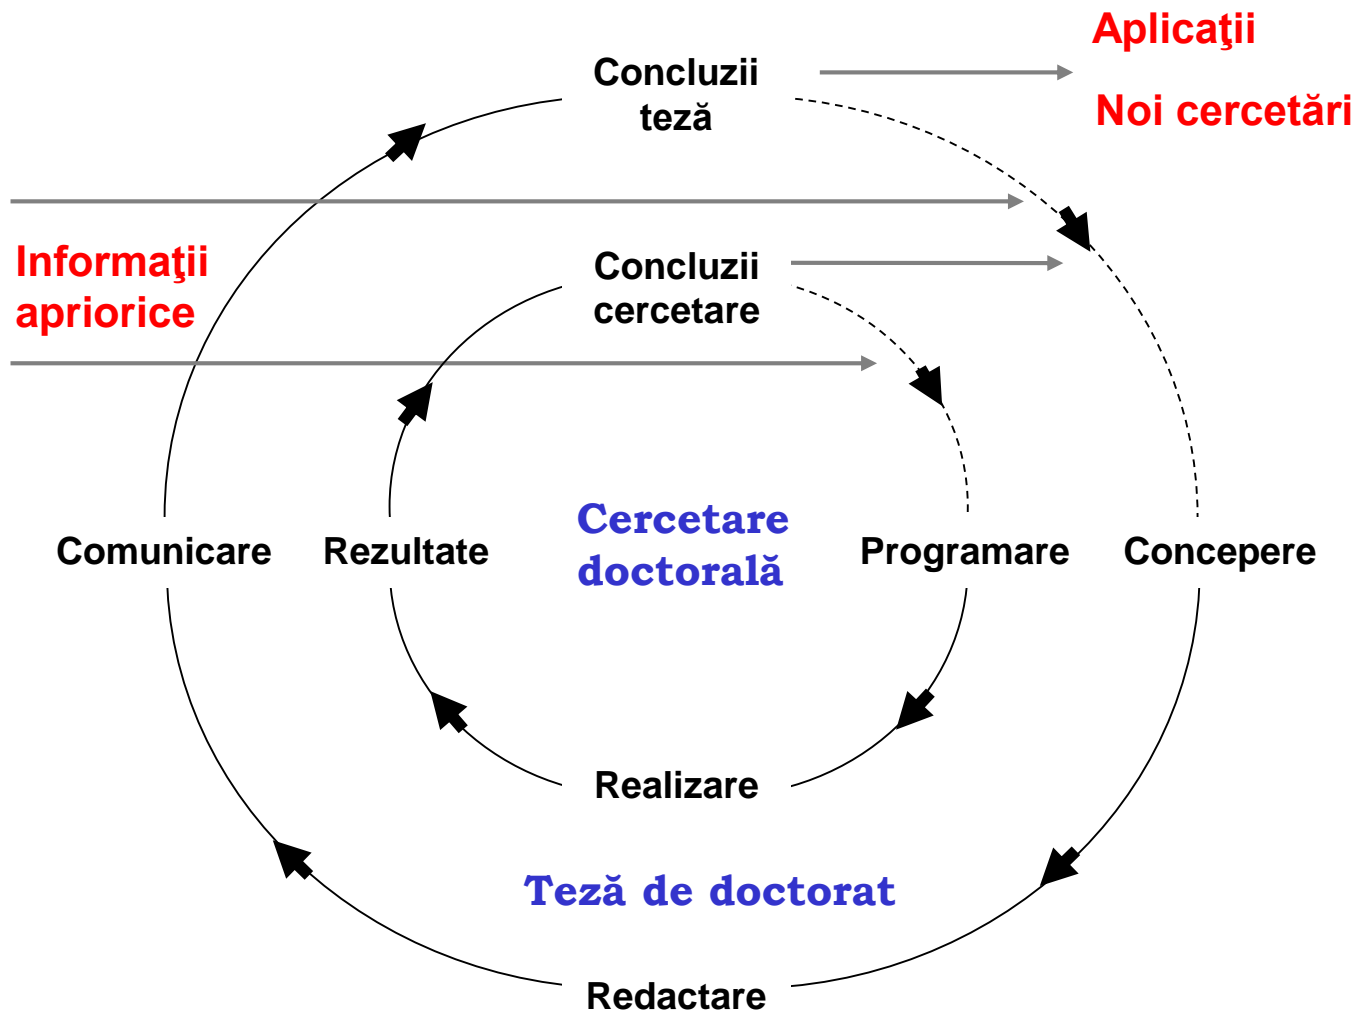 Aplicaţii
Concluzii
teză
Noi cercetări
Informaţii
apriorice
Concluzii
cercetare
Cercetare
doctorală
Comunicare
Rezultate
Programare
Concepere
Realizare
Teză de doctorat
Redactare